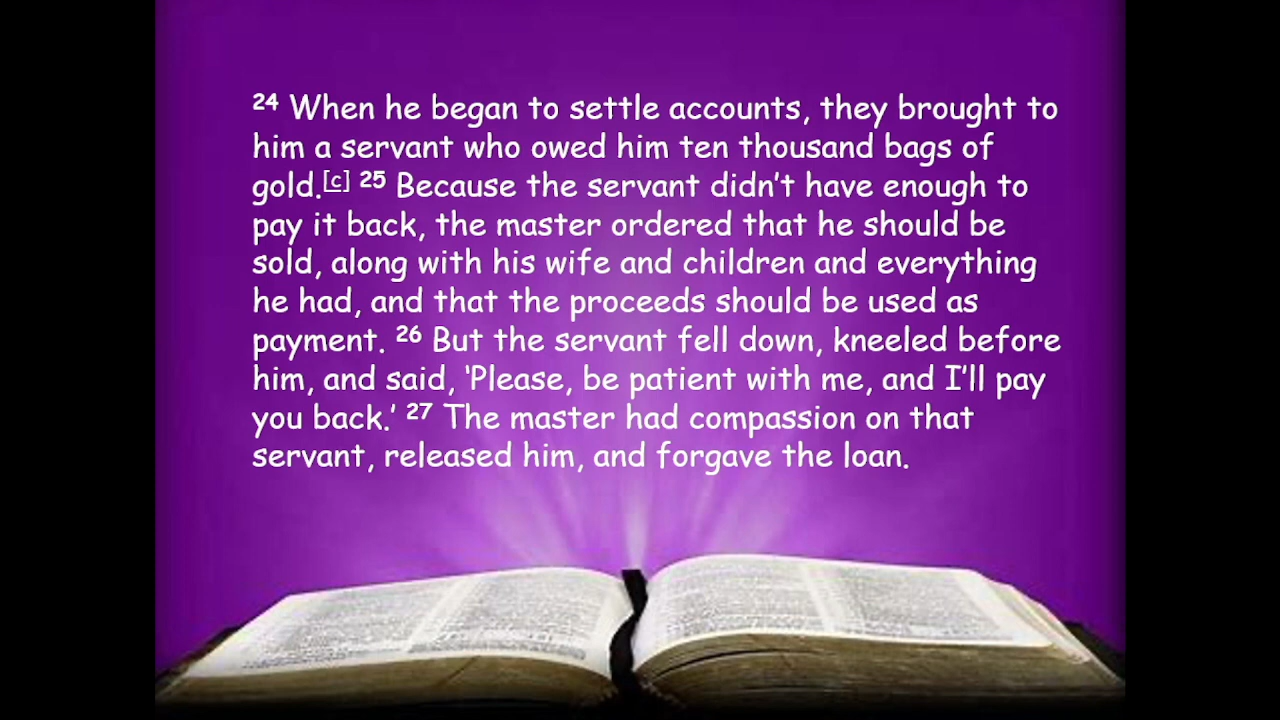 24 When he began to settle accounts, they brought to
him a servant who owed him ten thousand bags of
gold.[c] 25 Because the servant didn’t have enough to
pay it back, the master ordered that he should be
sold, along with his wife and children and everything
he had, and that the proceeds should be used as
payment. 26 But the servant fell down, kneeled before
him, and said, ‘Please, be patient with me, and I’ll pay
you back.’ 27 The master had compassion on that
servant, released him, and forgave the loan.